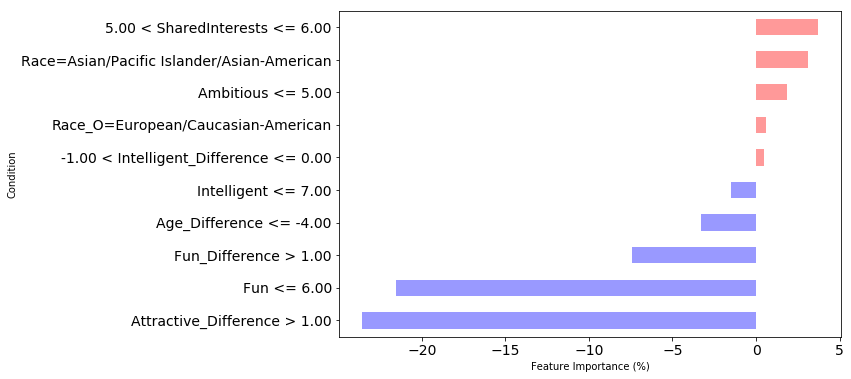 5.00 < SharedInterests <= 6.00
Race=Asian/Pacific Islander/Asian-American
Ambitious <= 5.00
Race_O=European/Caucasian-American
-1.00 < Intelligent_Difference <= 0.00
Intelligent <= 7.00
Age_Difference <= -4.00
Fun_Difference > 1.00
Fun <= 6.00
Attractive_Difference > 1.00
Condition
−20 −15 −10 −5 0 5
Feature Importance (%)